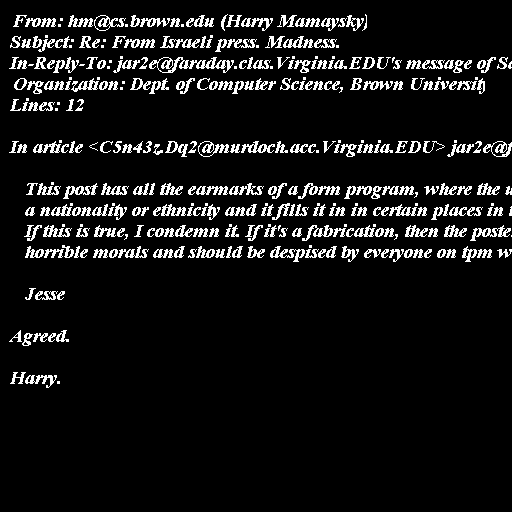 From: hm@cs.brown.edu (Harry Mamaysky)
Subject: Re: From Israeli press. Madness.
In-Reply-To: jar2e@faraday.clas.Virginia.EDU's message of
Organization: Dept. of Computer Science, Brown University
Lines: 12
In article <C5n43z.Dq2@murdoch.acc.Virginia.EDU>
This post has all the earmarks of a form program, where the
a nationality or ethnicity and it fills it in in certain places in
If this is true, I condemn it. If it's a fabrication, then the
horrible morals and should be despised by everyone on tpm
Jesse
Agreed.
Harry.